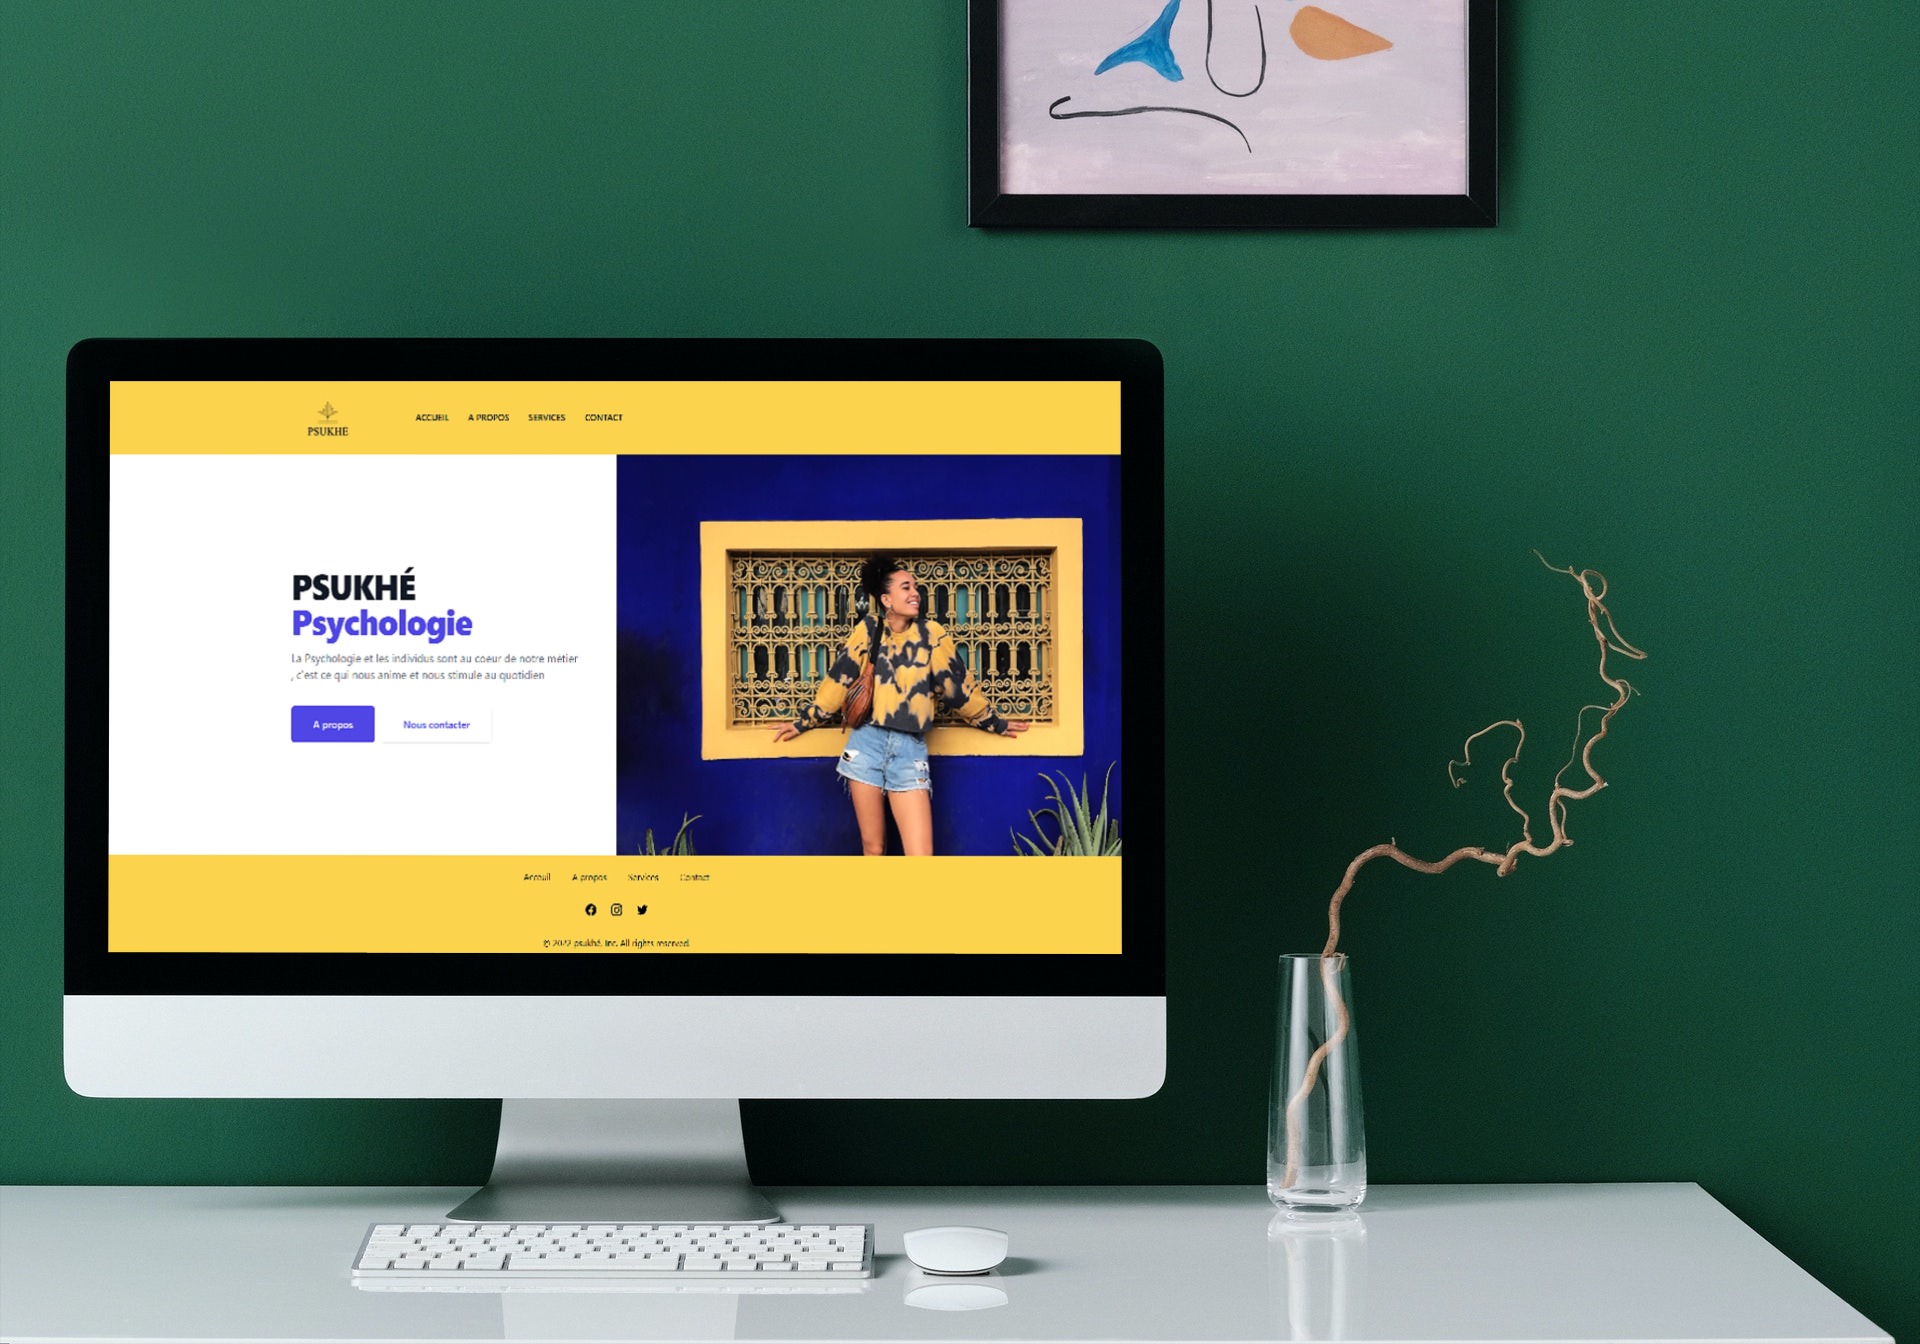 PSUKHE
ACCUEIL A PROPOS SERVICES CONTACT
PSUKHÉ
Psychologie
La Psychologie et les individus sont au coeur de notre métier
, c'est ce qui nous anime et nous stimule au quotidien
A propos Nous contacter
Accueil A propos Services Contact
© 2022 psukhé, Inc. All rights reserved.